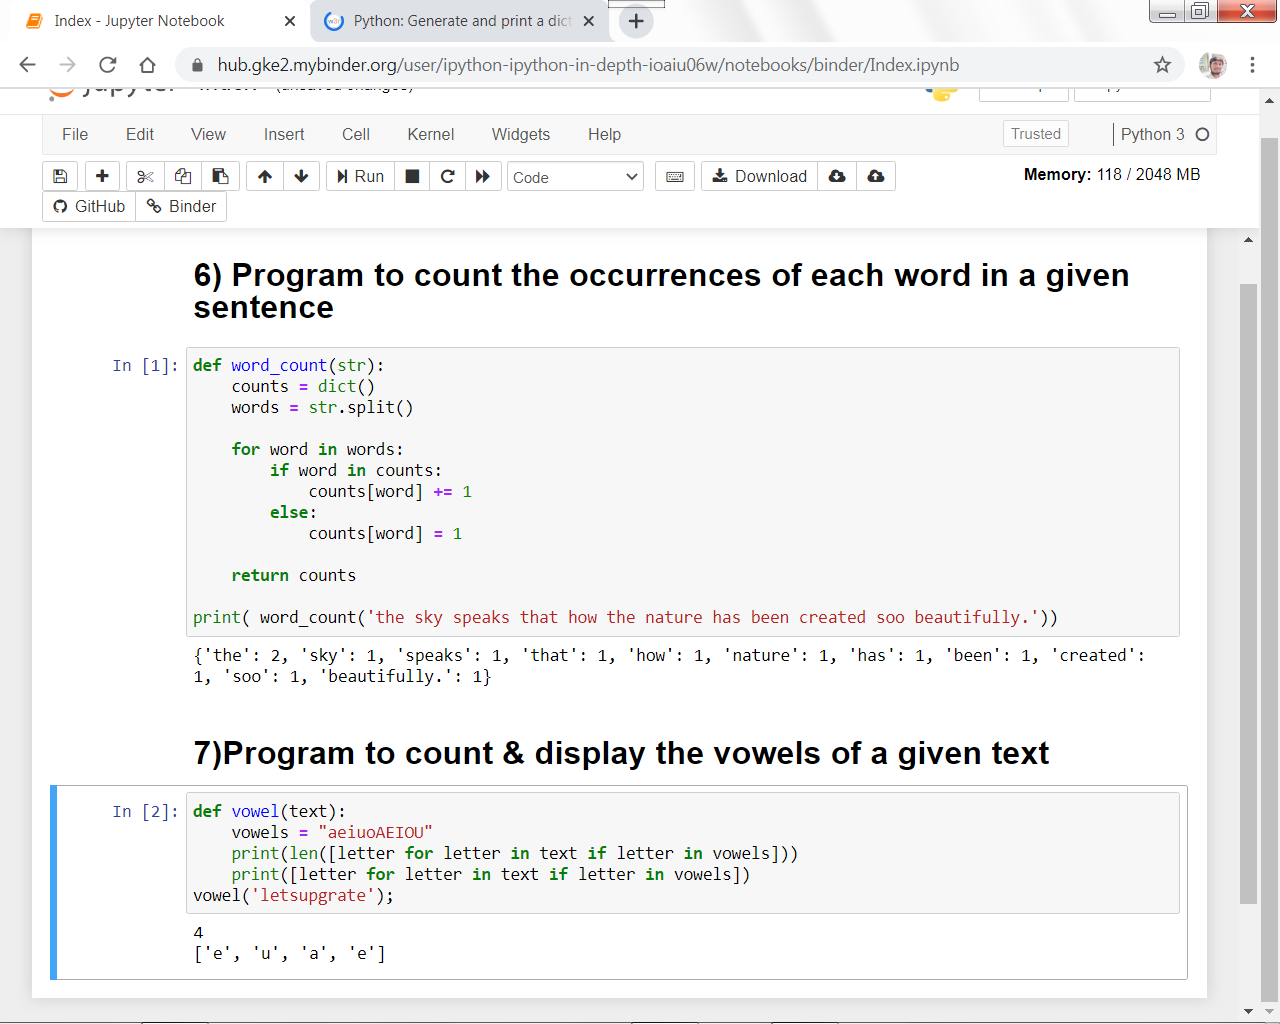 Index - Jupyter Notebook
Python: Generate and print a dict
hub.gke2.mybinder.org/user/ipython-ipython-in-depth-ioaiu06w/notebooks/binder/Index.ipynb
File Edit View Insert Cell Kernel Widgets Help Trusted Python 3
Run Code Download Memory: 118 / 2048 MB
GitHub Binder
6) Program to count the occurrences of each word in a given
sentence
In [1]: def word_count(str):
    counts = dict()
    words = str.split()
    for word in words:
        if word in counts:
            counts[word] += 1
        else:
            counts[word] = 1
    return counts
print( word_count('the sky speaks that how the nature has been created soo beautifully.'))
{'the': 2, 'sky': 1, 'speaks': 1, 'that': 1, 'how': 1, 'nature': 1, 'has': 1, 'been': 1, 'created':
1, 'soo': 1, 'beautifully.': 1}
7)Program to count & display the vowels of a given text
In [2]: def vowel(text):
    vowels = "aeiuoAEIOU"
    print(len([letter for letter in text if letter in vowels]))
    print([letter for letter in text if letter in vowels])
vowel('letsupgrate');
4
['e', 'u', 'a', 'e']